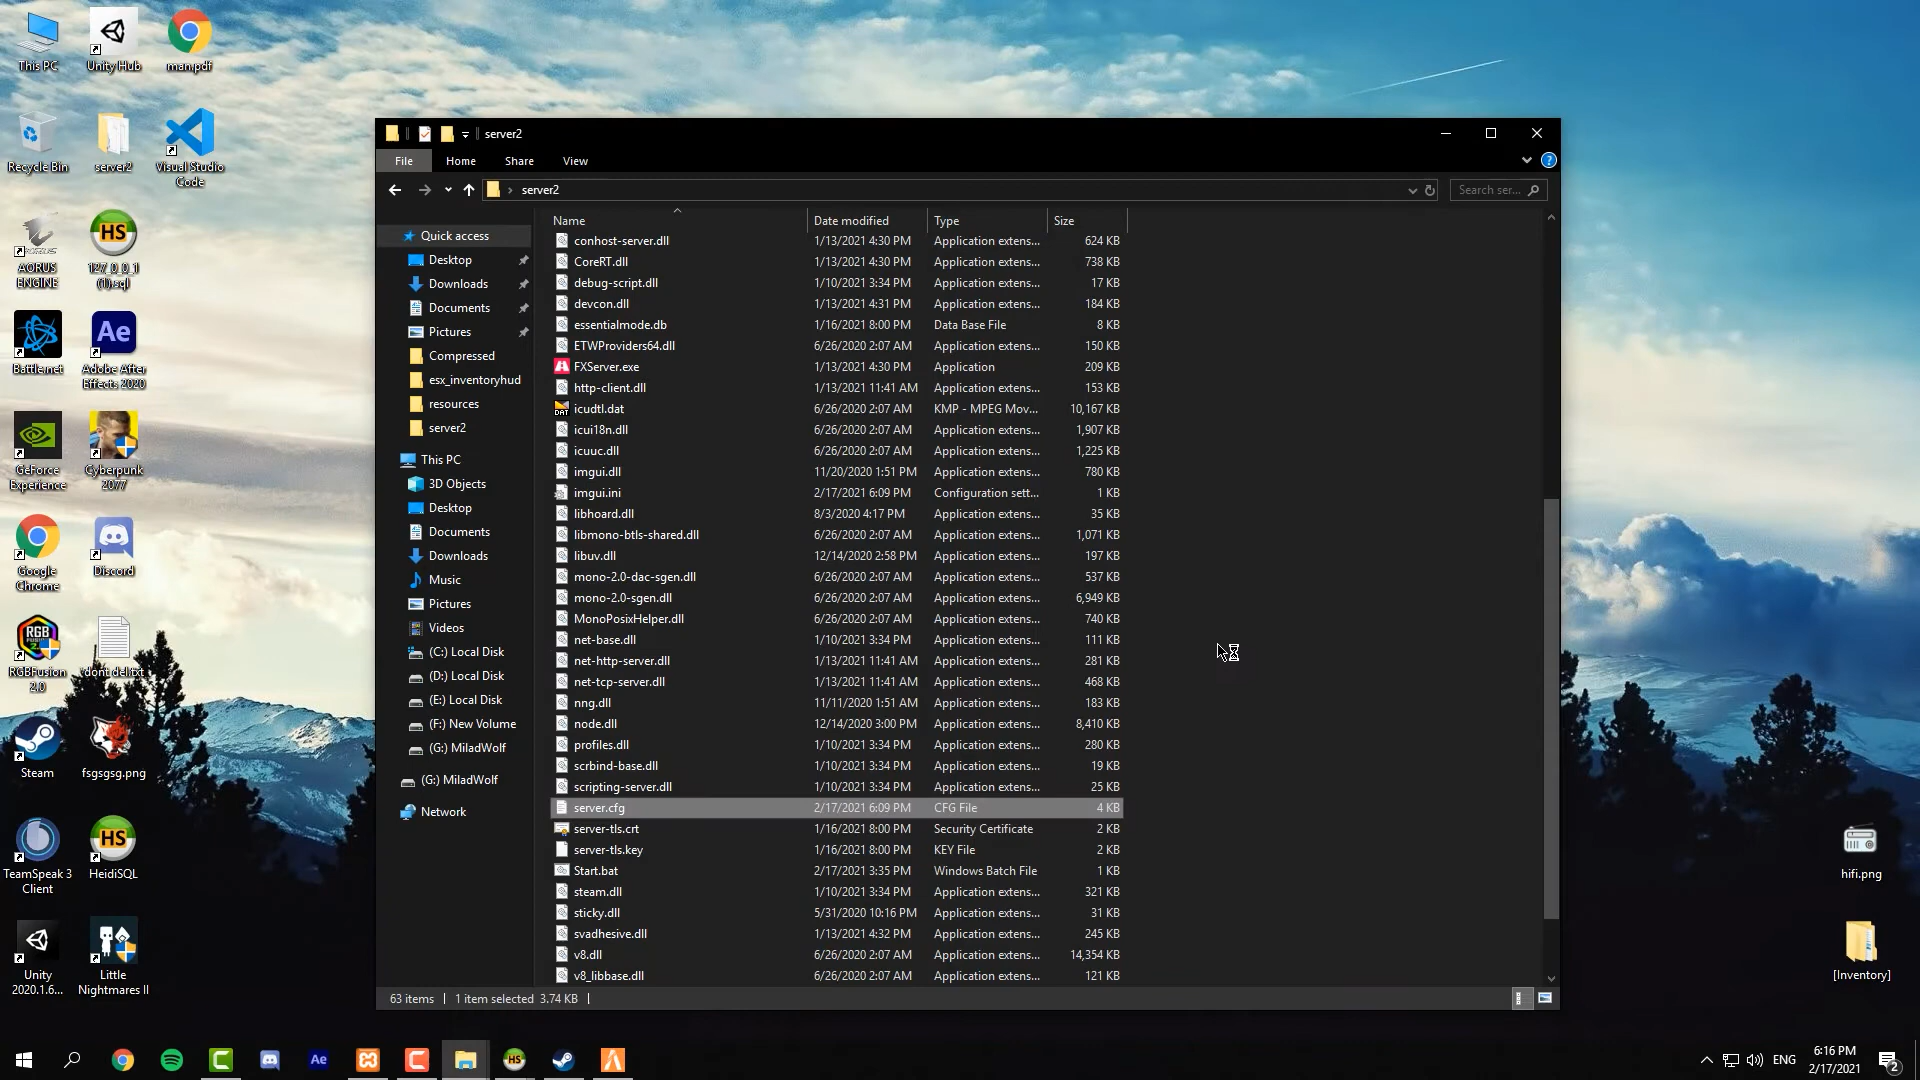 This PC
Unity Hub
man.pdf
Recycle Bin
server2
Visual Studio
Code
AORUS
ENGINE
127_0_0_1
(1).sql
Battle.net
Adobe After
Effects 2020
GeForce
Experience
Cyberpunk
2077
Google
Chrome
Discord
RGBFusion
2.0
dont del.txt
Steam
fsgsgsg.png
TeamSpeak 3
Client
HeidiSQL
Unity
2020.1.6...
Little
Nightmares II
hifi.png
[Inventory]
server2
File
Home
Share
View
server2
Search ser...
Name
Date modified
Type
Size
Quick access
Desktop
Downloads
Documents
Pictures
Compressed
esx_inventoryhud
resources
server2
This PC
3D Objects
Desktop
Documents
Downloads
Music
Pictures
Videos
(C:) Local Disk
(D:) Local Disk
(E:) Local Disk
(F:) New Volume
(G:) MiladWolf
(G:) MiladWolf
Network
conhost-server.dll 1/13/2021 4:30 PM Application extens... 624 KB
CoreRT.dll 1/13/2021 4:30 PM Application extens... 738 KB
debug-script.dll 1/10/2021 3:34 PM Application extens... 17 KB
devcon.dll 1/13/2021 4:31 PM Application extens... 184 KB
essentialmode.db 1/16/2021 8:00 PM Data Base File 8 KB
ETWProviders64.dll 6/26/2020 2:07 AM Application extens... 150 KB
FXServer.exe 1/13/2021 4:30 PM Application 209 KB
http-client.dll 1/13/2021 11:41 AM Application extens... 153 KB
icudtl.dat 6/26/2020 2:07 AM KMP - MPEG Mov... 10,167 KB
icui18n.dll 6/26/2020 2:07 AM Application extens... 1,907 KB
icuuc.dll 6/26/2020 2:07 AM Application extens... 1,225 KB
imgui.dll 11/20/2020 1:51 PM Application extens... 780 KB
imgui.ini 2/17/2021 6:09 PM Configuration sett... 1 KB
libhoard.dll 8/3/2020 4:17 PM Application extens... 35 KB
libmono-btls-shared.dll 6/26/2020 2:07 AM Application extens... 1,071 KB
libuv.dll 12/14/2020 2:58 PM Application extens... 197 KB
mono-2.0-dac-sgen.dll 6/26/2020 2:07 AM Application extens... 537 KB
mono-2.0-sgen.dll 6/26/2020 2:07 AM Application extens... 6,949 KB
MonoPosixHelper.dll 6/26/2020 2:07 AM Application extens... 740 KB
net-base.dll 1/10/2021 3:34 PM Application extens... 111 KB
net-http-server.dll 1/13/2021 11:41 AM Application extens... 281 KB
net-tcp-server.dll 1/13/2021 11:41 AM Application extens... 468 KB
nng.dll 11/11/2020 1:51 AM Application extens... 183 KB
node.dll 12/14/2020 3:00 PM Application extens... 8,410 KB
profiles.dll 1/10/2021 3:34 PM Application extens... 280 KB
scrbind-base.dll 1/10/2021 3:34 PM Application extens... 19 KB
scripting-server.dll 1/10/2021 3:34 PM Application extens... 25 KB
server.cfg 2/17/2021 6:09 PM CFG File 4 KB
server-tls.crt 1/16/2021 8:00 PM Security Certificate 2 KB
server-tls.key 1/16/2021 8:00 PM KEY File 2 KB
Start.bat 2/17/2021 3:35 PM Windows Batch File 1 KB
steam.dll 1/10/2021 3:34 PM Application extens... 321 KB
sticky.dll 5/31/2020 10:16 PM Application extens... 31 KB
svadhesive.dll 1/13/2021 4:32 PM Application extens... 245 KB
v8.dll 6/26/2020 2:07 AM Application extens... 14,354 KB
v8_libbase.dll 6/26/2020 2:07 AM Application extens... 121 KB
63 items
1 item selected 3.74 KB
ENG
6:16 PM
2/17/2021
2